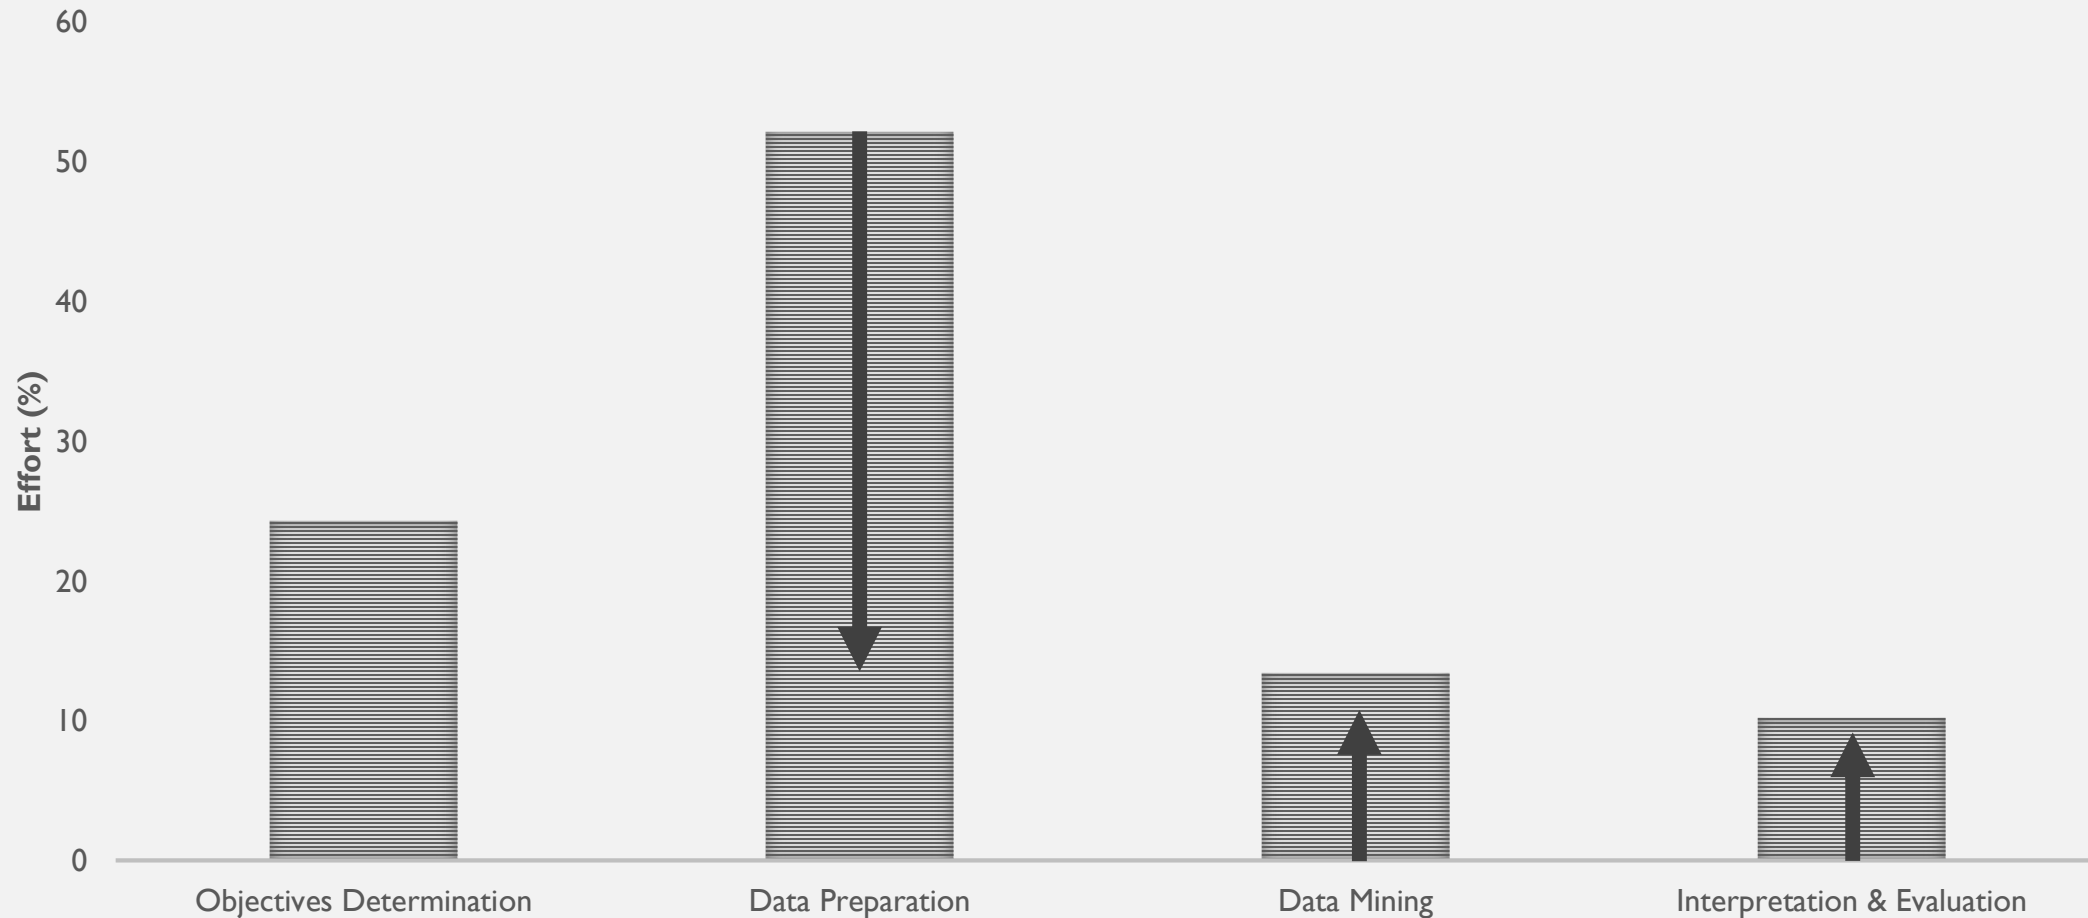 60
50
40
30
20
10
0
Effort (%)
Objectives Determination
Data Preparation
Data Mining
Interpretation & Evaluation